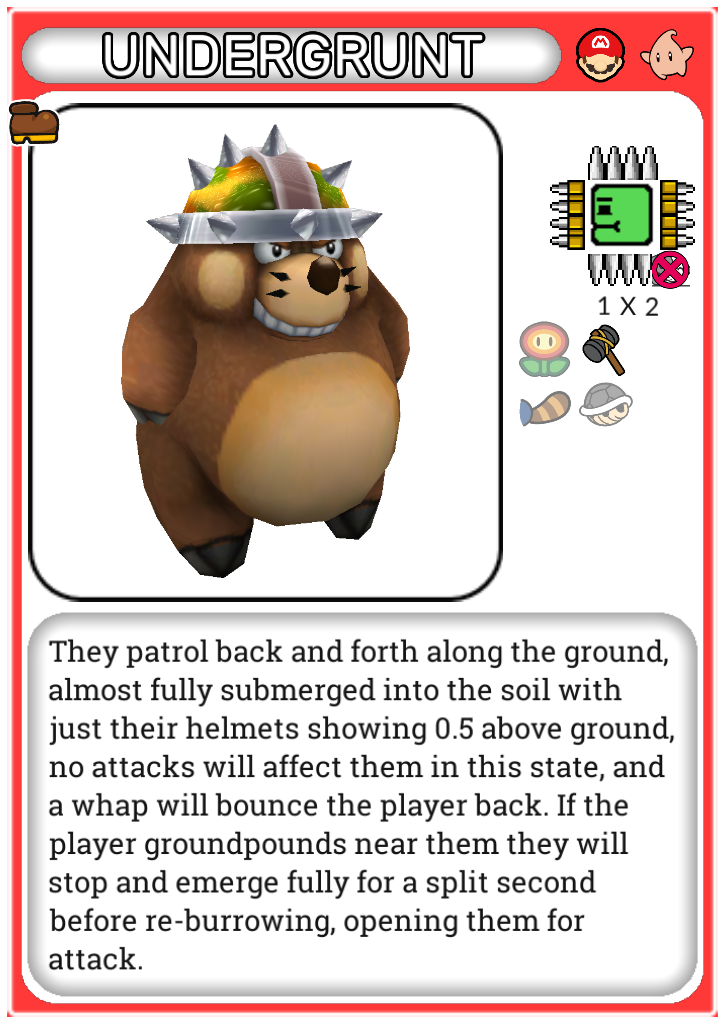 UNDERGRUNT
1 X 2
They patrol back and forth along the ground,
almost fully submerged into the soil with
just their helmets showing 0.5 above ground,
no attacks will affect them in this state, and
a whap will bounce the player back. If the
player groundpounds near them they will
stop and emerge fully for a split second
before re-burrowing, opening them for
attack.